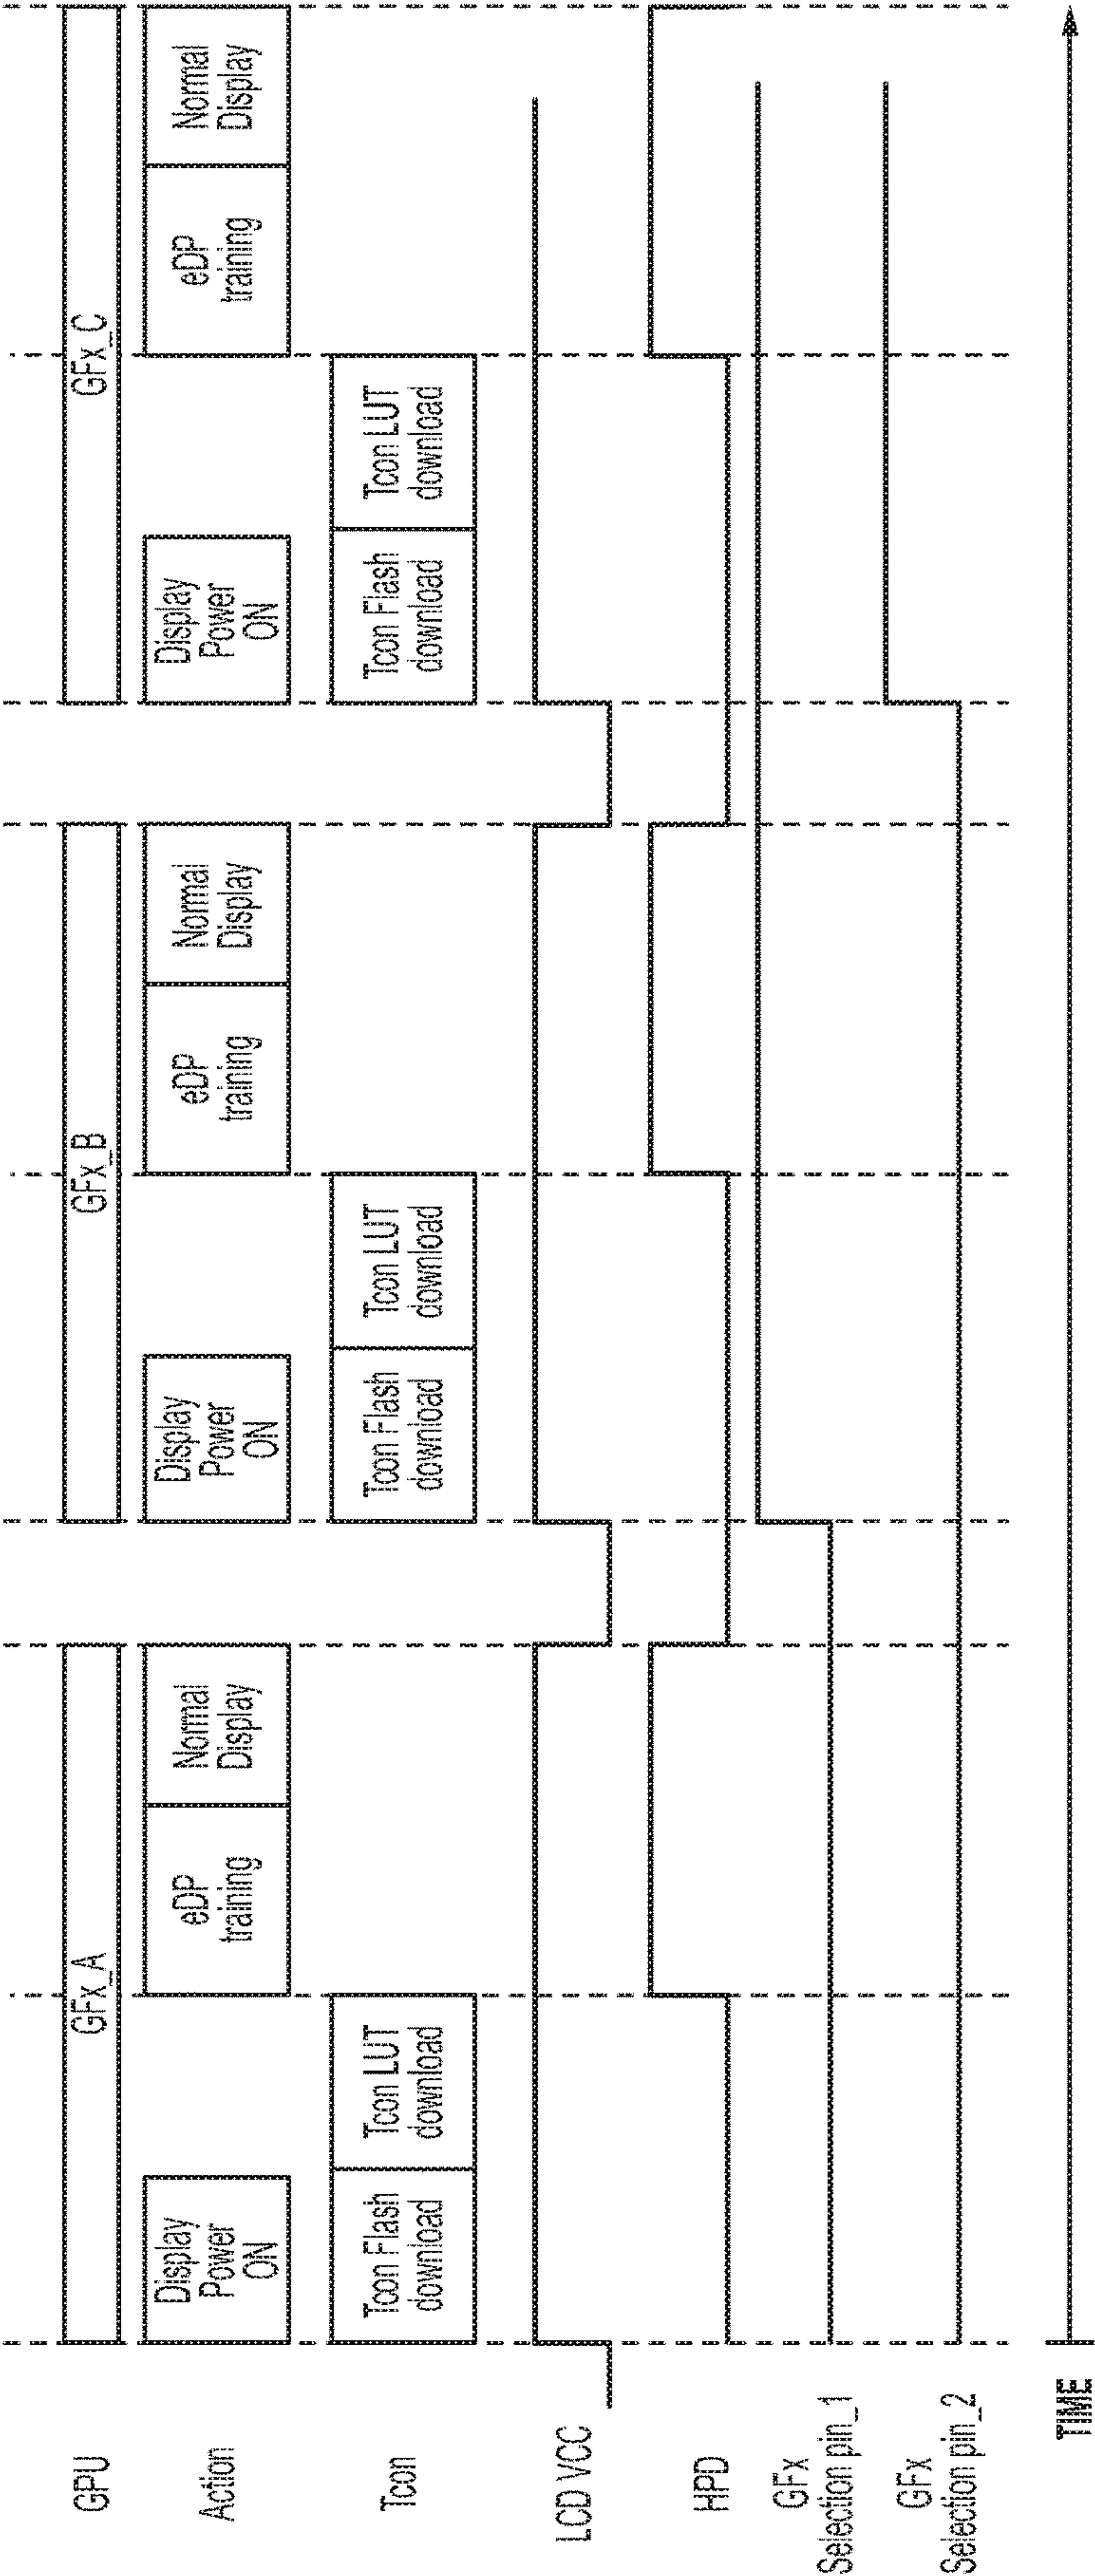 GPU
GFx_A
GFx_B
GFx_C
Action
Display
Power
ON
eDP
training
Normal
Display
Display
Power
ON
eDP
training
Normal
Display
Display
Power
ON
eDP
training
Normal
Display
Tcon
Tcon Flash
download
Tcon LUT
download
Tcon Flash
download
Tcon LUT
download
Tcon Flash
download
Tcon LUT
download
LCD VCC
HPD
GFx
Selection pin_1
GFx
Selection pin_2
TIME